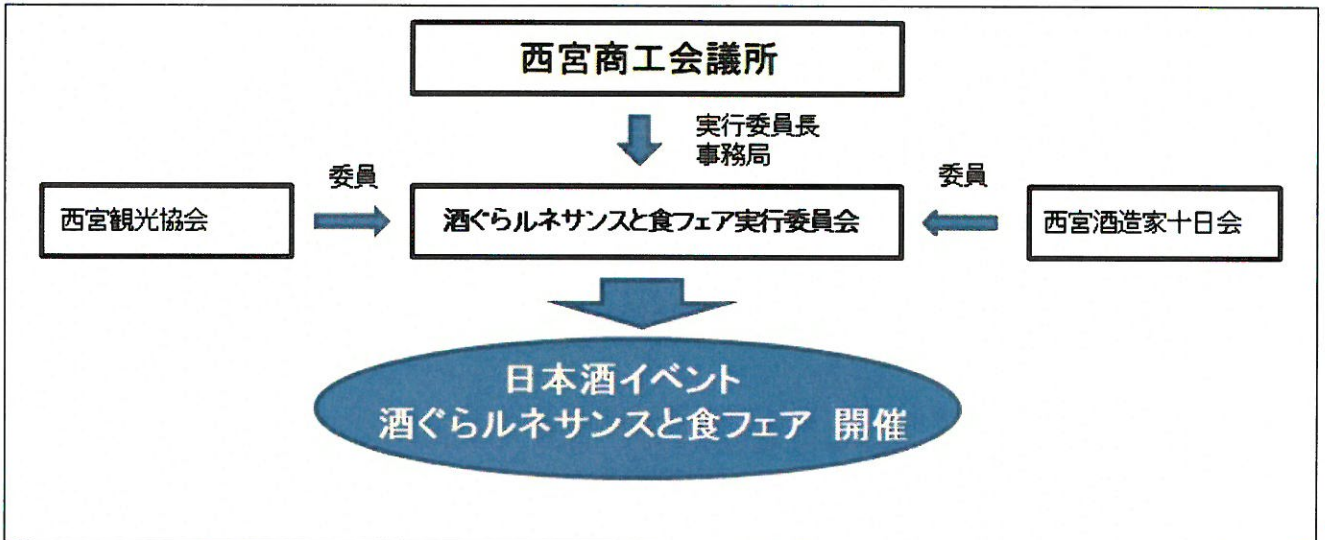 西宮商工会議所
実行委員長
事務局
委員
委員
西宮観光協会
酒ぐらルネサンスと食フェア実行委員会
西宮酒造家十日会
日本酒イベント
酒ぐらルネサンスと食フェア 開催